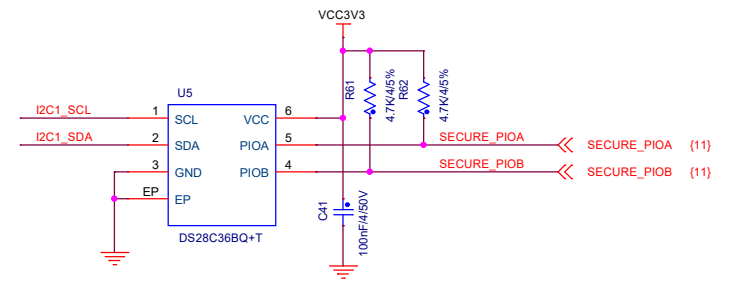 VCC3V3
U5
R61
4.7K/4/5%
R62
4.7K/4/5%
I2C1_SCL
1
SCL
VCC
6
I2C1_SDA
2
SDA
PIOA
5
SECURE_PIOA
SECURE_PIOA {11}
3
GND
PIOB
4
SECURE_PIOB
SECURE_PIOB {11}
EP
EP
DS28C36BQ+T
C41
100nF/4/50V